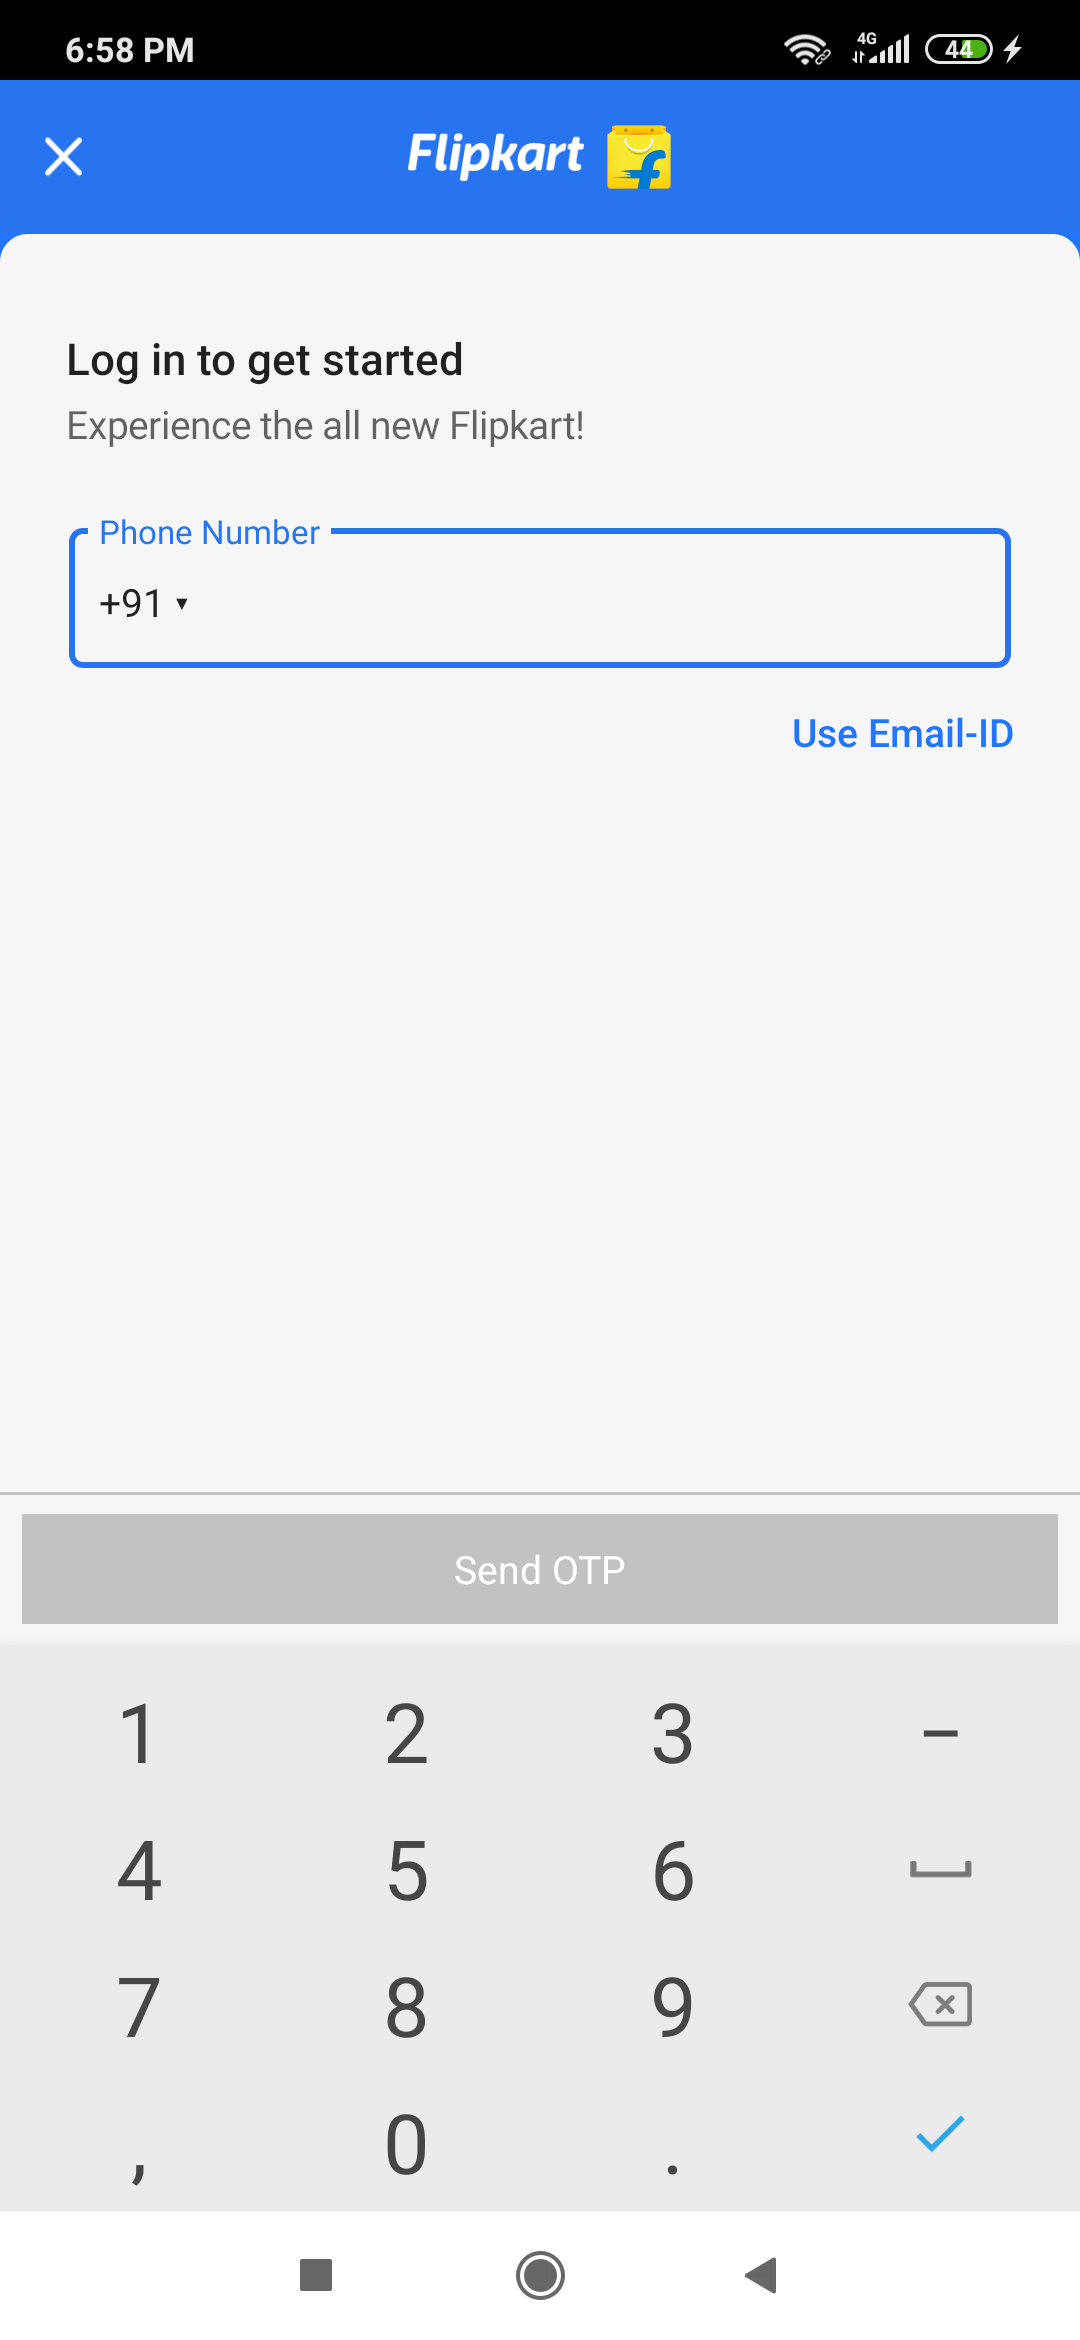 6:58 PM
4G
44
Flipkart
Log in to get started
Experience the all new Flipkart!
Phone Number
+91
Use Email-ID
Send OTP
1 2 3 –
4 5 6
7 8 9
, 0 .